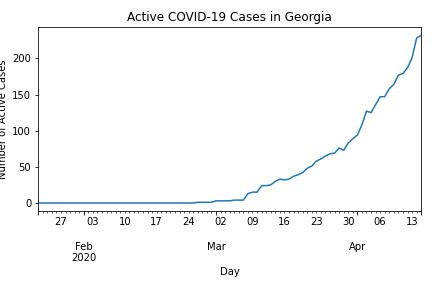 Active COVID-19 Cases in Georgia
Number of Active Cases
200
150
100
50
0
27 03 10 17 24 02 09 16 23 30 06 13
Feb Mar Apr
2020
Day